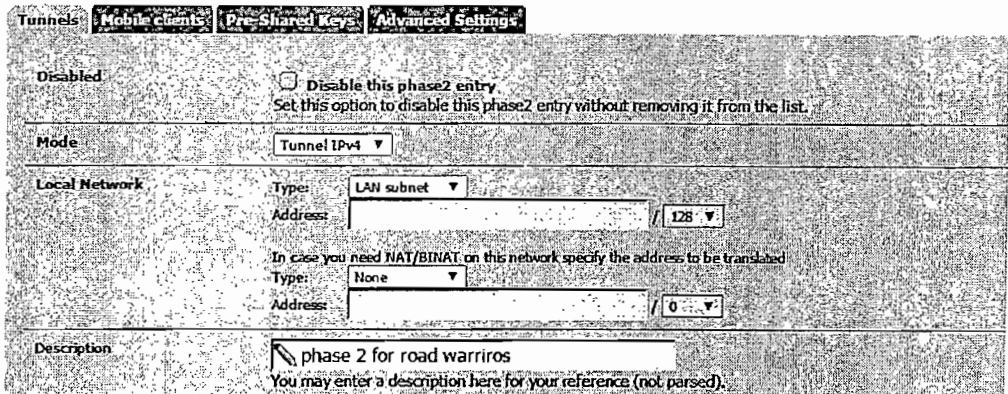 Tunnels Mobile clients Pre-Shared Keys Advanced Settings
Disabled
Disable this phase2 entry
Set this option to disable this phase2 entry without removing it from the list.
Mode Tunnel IPv4
Local Network Type: LAN subnet
Address: / 128
In case you need NAT/BINAT on this network specify the address to be translated
Type: None
Address: / 0
Description phase 2 for road warriros
You may enter a description here for your reference (not parsed).